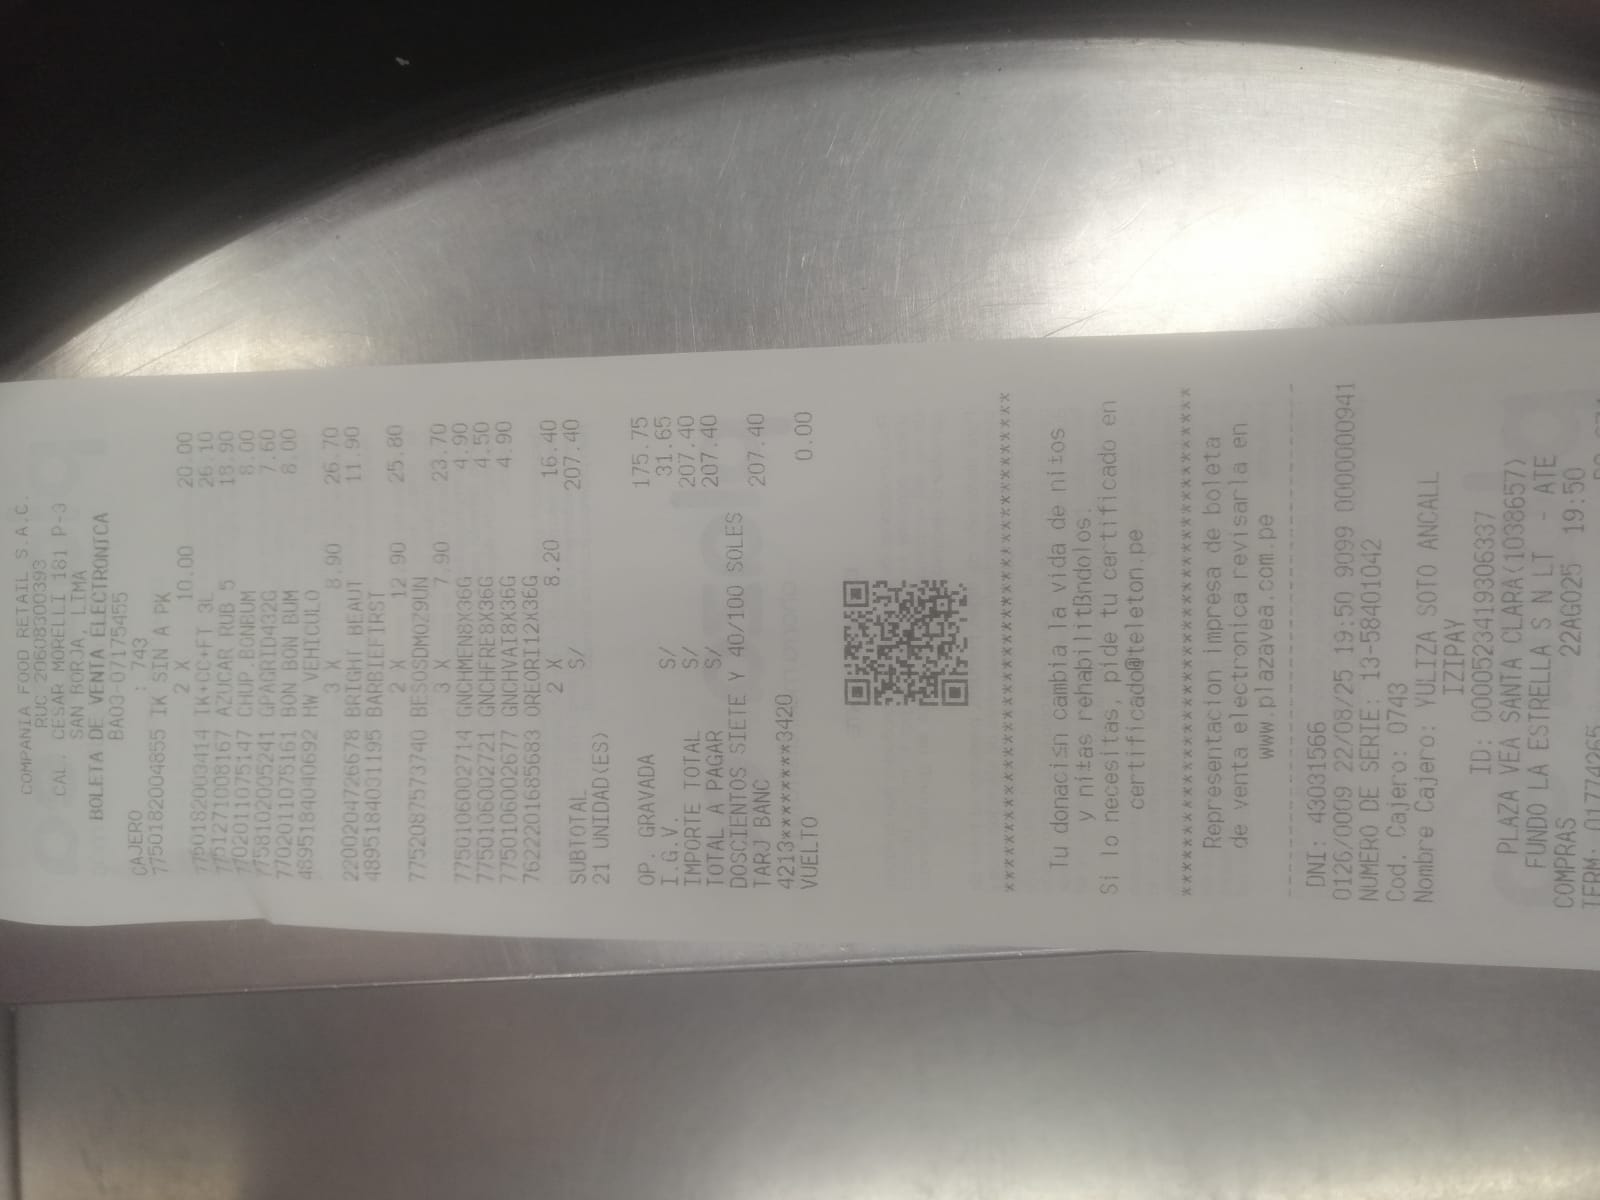 COMPANIA FOOD RETAIL S.A.C.
RUC 20608300393
CAL. CESAR MORELLI 181 P-3
SAN BORJA, LIMA
BOLETA DE VENTA ELECTRONICA
BA03-07175455
CAJERO : 743
7750182004855 IK SIN A PK
2 X 10.00 20.00
7750182003414 IK+CC+FT 3L 26.10
7751271008167 AZUCAR RUB 5 18.90
7702011075147 CHUP BONBUM 8.00
7758102005241 GPAGRID432G 7.60
7702011075161 BON BON BUM 8.00
4895184040692 HW VEHICULO
3 X 8.90 26.70
2200204726678 BRIGHT BEAUT 11.90
4895184031195 BARBIEFIRST
2 X 12.90 25.80
7752087573740 BESOSDMOZ9UN
3 X 7.90 23.70
7750106002714 GNCHMEN8X36G 4.90
7750106002721 GNCHFRE8X36G 4.50
7750106002677 GNCHVAI8X36G 4.90
7622201685683 OREORI12X36G
2 X 8.20 16.40
SUBTOTAL S/ 207.40
21 UNIDAD(ES)
OP. GRAVADA S/ 175.75
I.G.V. S/ 31.65
IMPORTE TOTAL S/ 207.40
TOTAL A PAGAR S/ 207.40
DOSCIENTOS SIETE Y 40/100 SOLES
TARJ BANC 207.40
4213*********3420
VUELTO 0.00
*******************************************
Tu donaci±n cambia la vida de ni±os
y ni±as rehabilitßndolos.
Si lo necesitas, pide tu certificado en
certificado@teleton.pe
*******************************************
Representacion impresa de boleta
de venta electronica revisarla en
www.plazavea.com.pe
-------------------------------------------
DNI: 43031566
0126/0009 22/08/25 19:50 9099 0000000941
NUMERO DE SERIE: 13-58401042
Cod. Cajero: 0743
Nombre Cajero: YULIZA SOTO ANCALL
IZIPAY
ID: 0000523419306337
PLAZA VEA SANTA CLARA(1038657)
FUNDO LA ESTRELLA S N LT - ATE
COMPRAS 22AGO25 19:50
TERM. 01774265